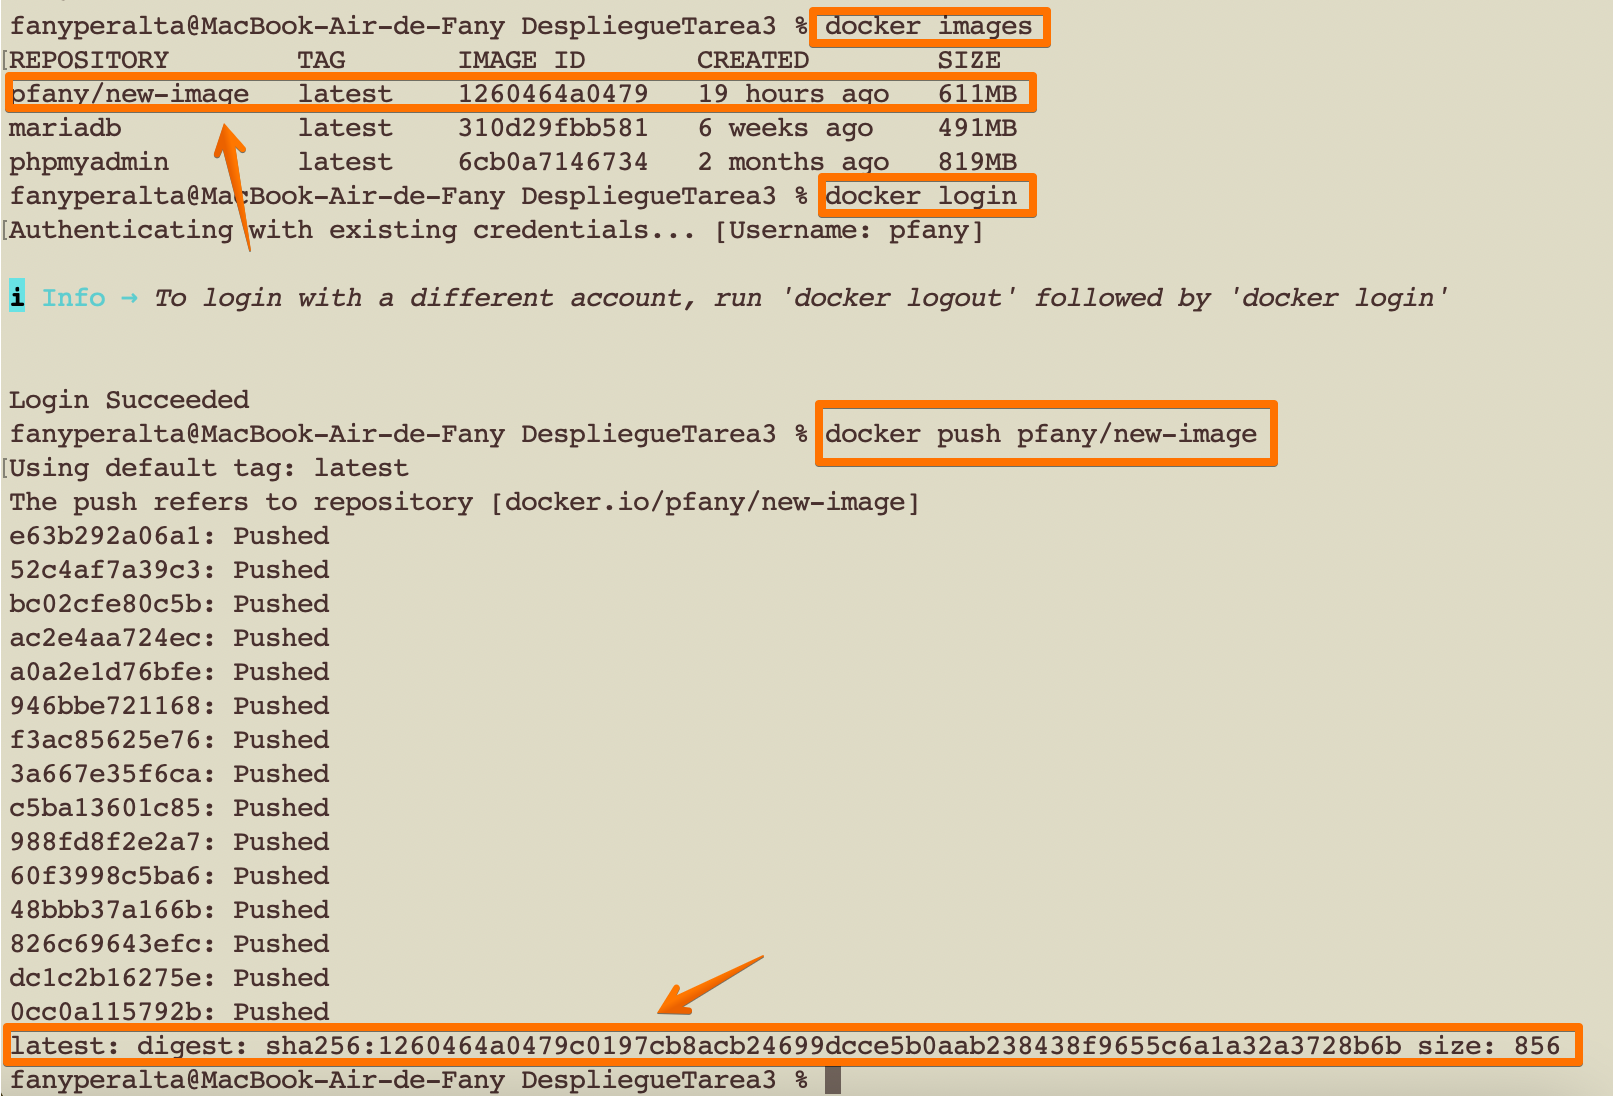 fanyperalta@MacBook-Air-de-Fany DespliegueTarea3 % docker images
[REPOSITORY TAG IMAGE ID CREATED SIZE
pfany/new-image latest 1260464a0479 19 hours ago 611MB
mariadb latest 310d29fbb581 6 weeks ago 491MB
phpmyadmin latest 6cb0a7146734 2 months ago 819MB
fanyperalta@MacBook-Air-de-Fany DespliegueTarea3 % docker login
[Authenticating with existing credentials... [Username: pfany]
i Info → To login with a different account, run 'docker logout' followed by 'docker login'
Login Succeeded
fanyperalta@MacBook-Air-de-Fany DespliegueTarea3 % docker push pfany/new-image
[Using default tag: latest
The push refers to repository [docker.io/pfany/new-image]
e63b292a06a1: Pushed
52c4af7a39c3: Pushed
bc02cfe80c5b: Pushed
ac2e4aa724ec: Pushed
a0a2e1d76bfe: Pushed
946bbe721168: Pushed
f3ac85625e76: Pushed
3a667e35f6ca: Pushed
c5ba13601c85: Pushed
988fd8f2e2a7: Pushed
60f3998c5ba6: Pushed
48bbb37a166b: Pushed
826c69643efc: Pushed
dc1c2b16275e: Pushed
0cc0a115792b: Pushed
latest: digest: sha256:1260464a0479c0197cb8acb24699dcce5b0aab238438f9655c6a1a32a3728b6b size: 856
fanyperalta@MacBook-Air-de-Fany DespliegueTarea3 %